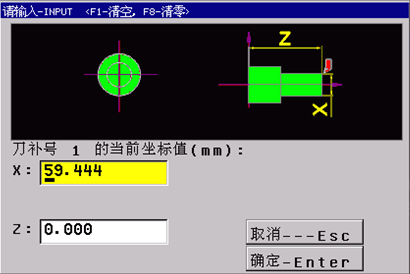 请输入-INPUT <F1-清空, F8-清零>
Z
X
刀补号 1 的当前坐标值(mm):
X: 59.444
Z: 0.000
取消---Esc
确定-Enter